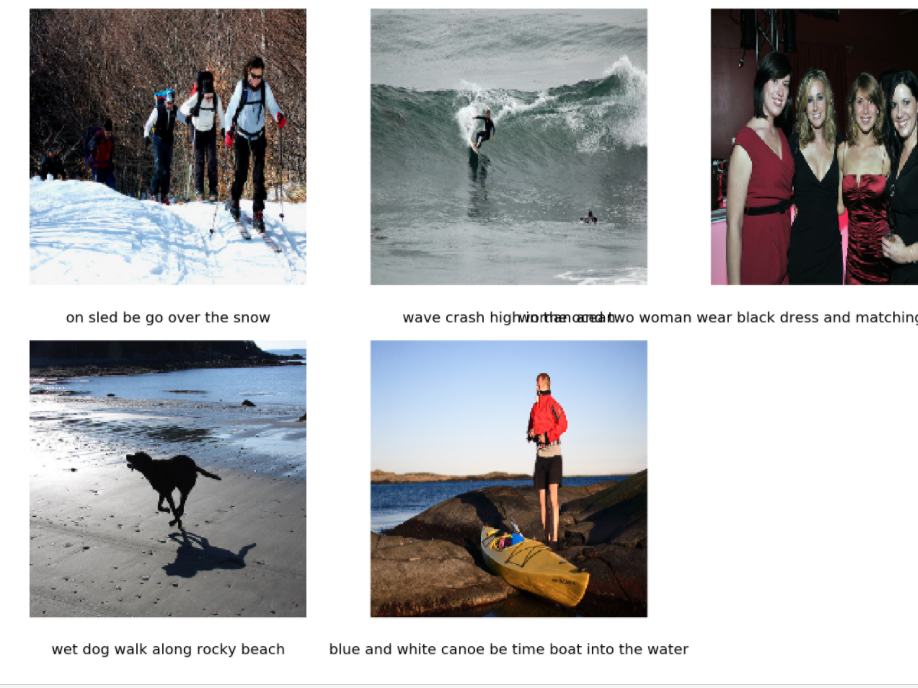 on sled be go over the snow
wave crash high in the ocean
woman and two woman wear black dress and matching
wet dog walk along rocky beach
blue and white canoe be time boat into the water